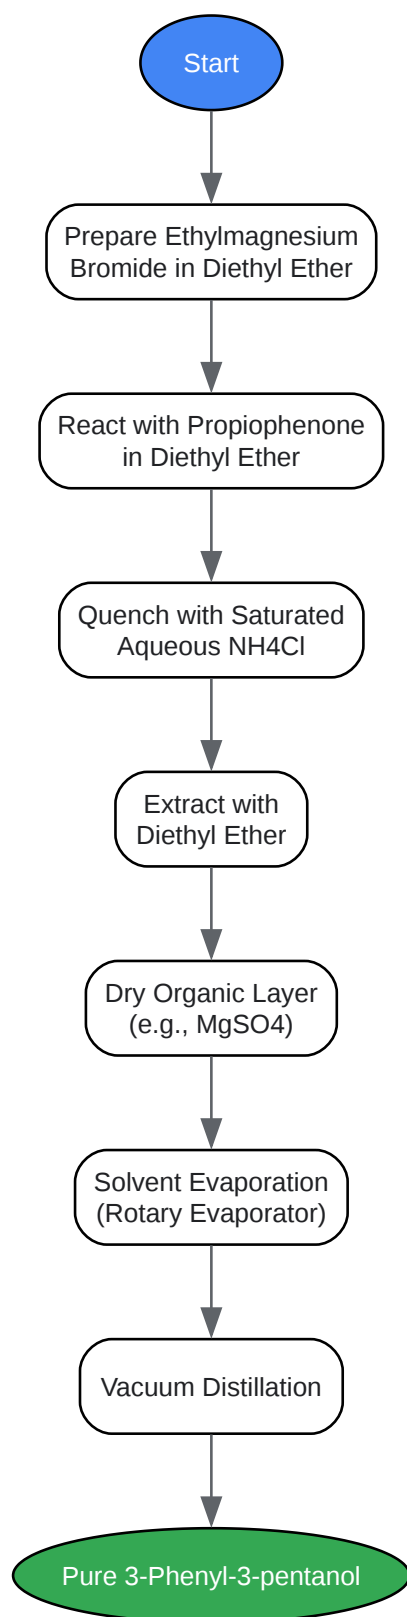 Start
Prepare Ethylmagnesium
Bromide in Diethyl Ether
React with Propiophenone
in Diethyl Ether
Quench with Saturated
Aqueous NH4Cl
Extract with
Diethyl Ether
Dry Organic Layer
(e.g., MgSO4)
Solvent Evaporation
(Rotary Evaporator)
Vacuum Distillation
Pure 3-Phenyl-3-pentanol